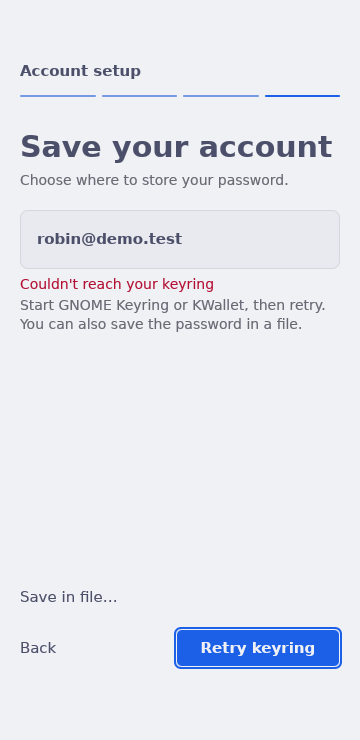 Account setup
Save your account
Choose where to store your password.
robin@demo.test
Couldn't reach your keyring
Start GNOME Keyring or KWallet, then retry.
You can also save the password in a file.
Save in file…
Back
Retry keyring